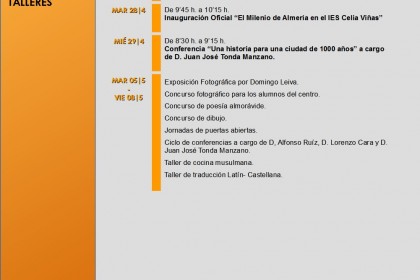 TALLERES
MAR 28|4
De 9'45 h. a 10'15 h.
Inauguración Oficial "El Milenio de Almería en el IES Celia Viñas"
MIÉ 29|4
De 8'30 h. a 9'15 h.
Conferencia "Una historia para una ciudad de 1000 años" a cargo
de D. Juan José Tonda Manzano.
MAR 05|5
-
VIE 08|5
Exposición Fotográfica por Domingo Leiva.
Concurso fotográfico para los alumnos del centro.
Concurso de poesía almorávide.
Concurso de dibujo.
Jornadas de puertas abiertas.
Ciclo de conferencias a cargo de D, Alfonso Ruíz, D. Lorenzo Cara y D.
Juan José Tonda Manzano.
Taller de cocina musulmana.
Taller de traducción Latín- Castellana.